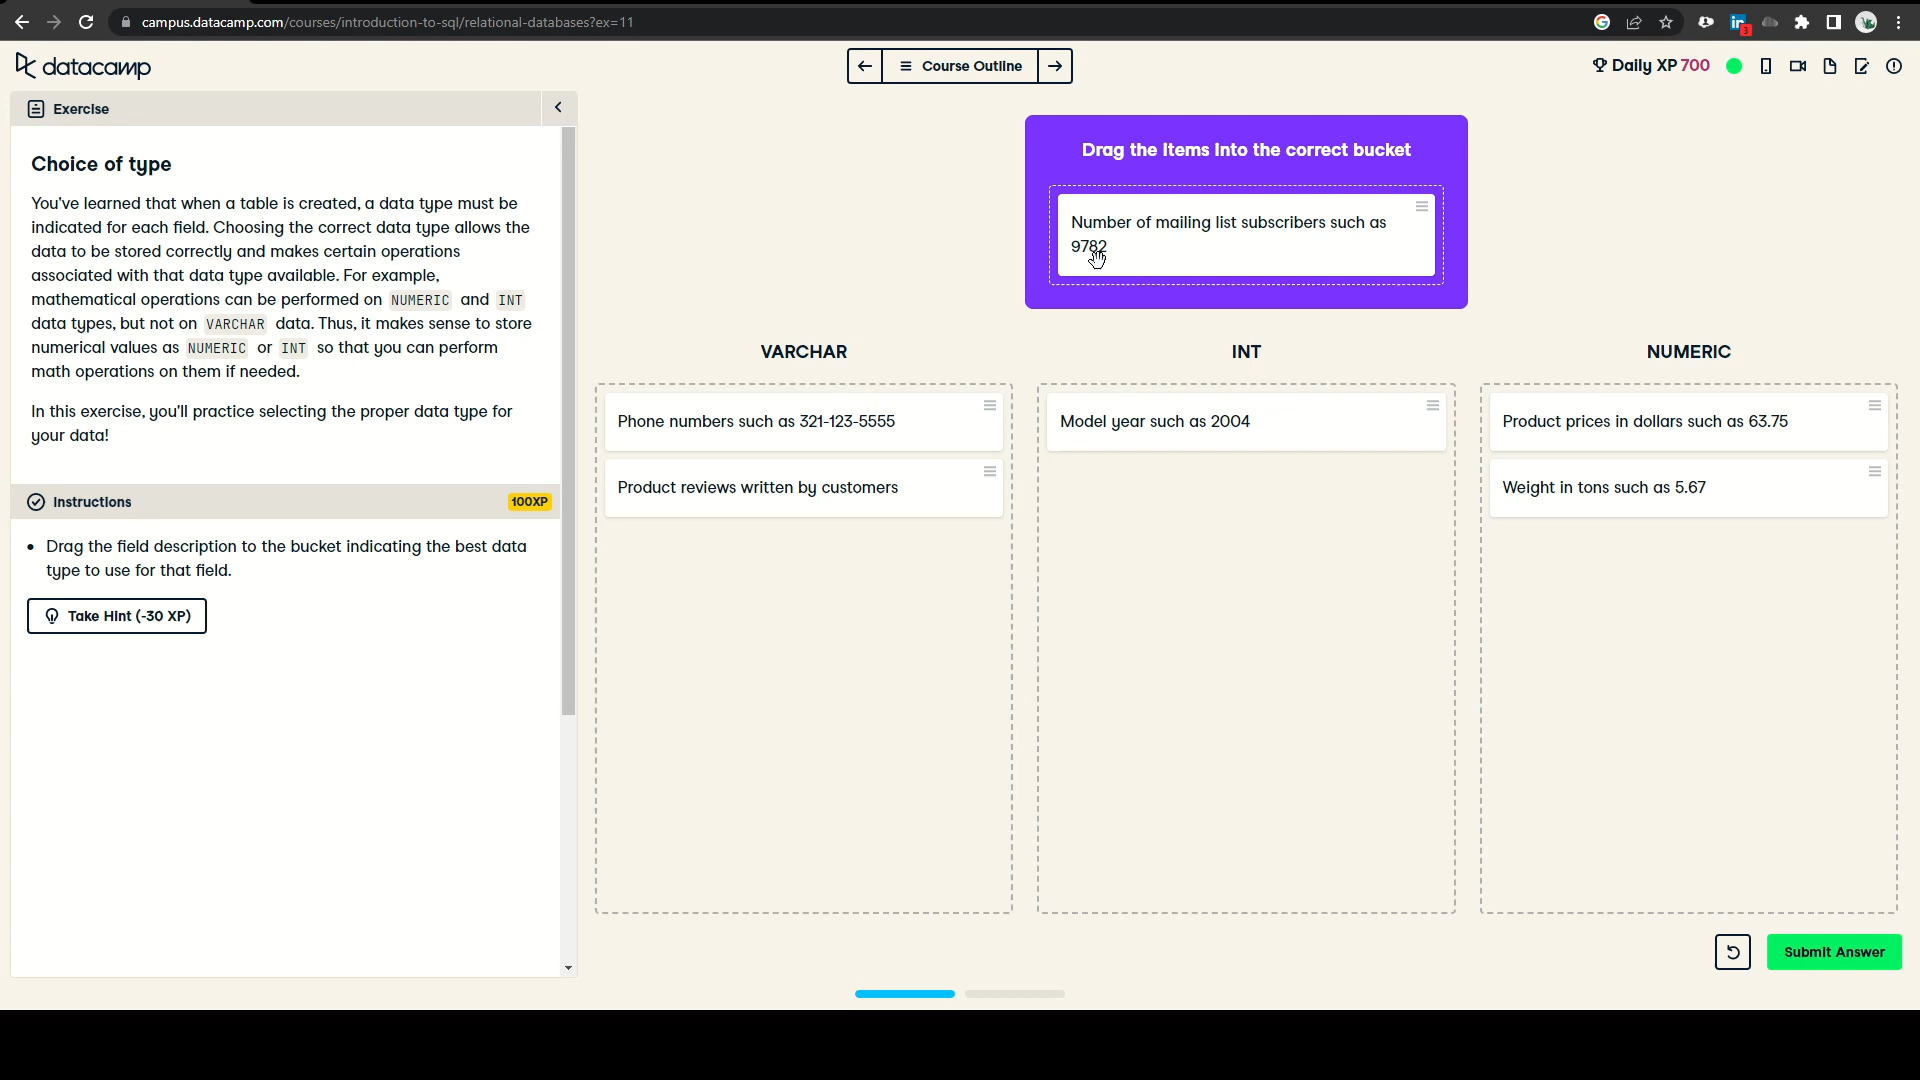 campus.datacamp.com/courses/introduction-to-sql/relational-databases?ex=11
3
datacamp
Course Outline
Daily XP 700
Exercise
Choice of type
You've learned that when a table is created, a data type must be
indicated for each field. Choosing the correct data type allows the
data to be stored correctly and makes certain operations
associated with that data type available. For example,
mathematical operations can be performed on NUMERIC and INT
data types, but not on VARCHAR data. Thus, it makes sense to store
numerical values as NUMERIC or INT so that you can perform
math operations on them if needed.
In this exercise, you'll practice selecting the proper data type for
your data!
Instructions
100XP
Drag the field description to the bucket indicating the best data
type to use for that field.
Take Hint (-30 XP)
Drag the items into the correct bucket
Number of mailing list subscribers such as
9782
VARCHAR
Phone numbers such as 321-123-5555
Product reviews written by customers
INT
Model year such as 2004
NUMERIC
Product prices in dollars such as 63.75
Weight in tons such as 5.67
Submit Answer